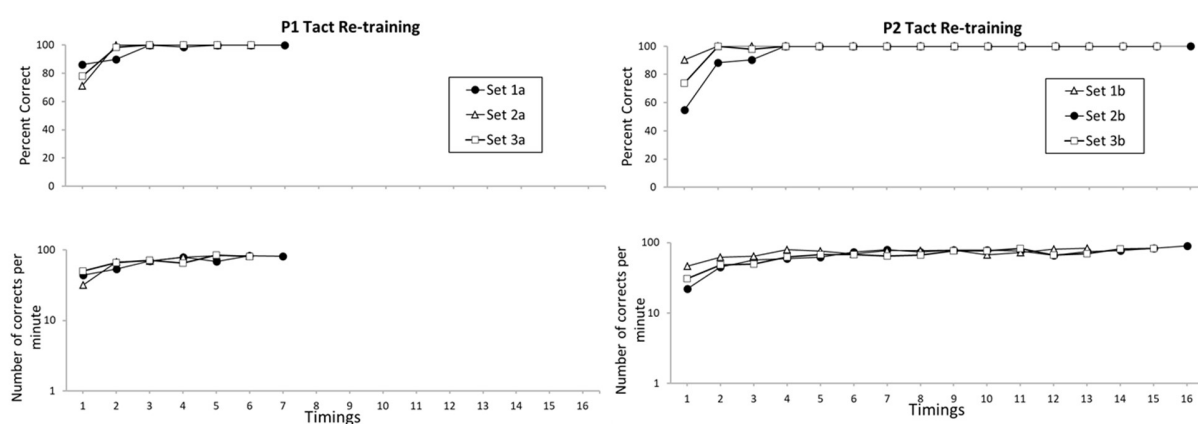 P1 Tact Re-training
Percent Correct
100
80
60
40
20
0
Set 1a
Set 2a
Set 3a
Number of corrects per
minute
100
10
1
1 2 3 4 5 6 7 8 9 10 11 12 13 14 15 16
Timings
P2 Tact Re-training
Percent Correct
100
80
60
40
20
0
Set 1b
Set 2b
Set 3b
Number of corrects per
minute
100
10
1
1 2 3 4 5 6 7 8 9 10 11 12 13 14 15 16
Timings